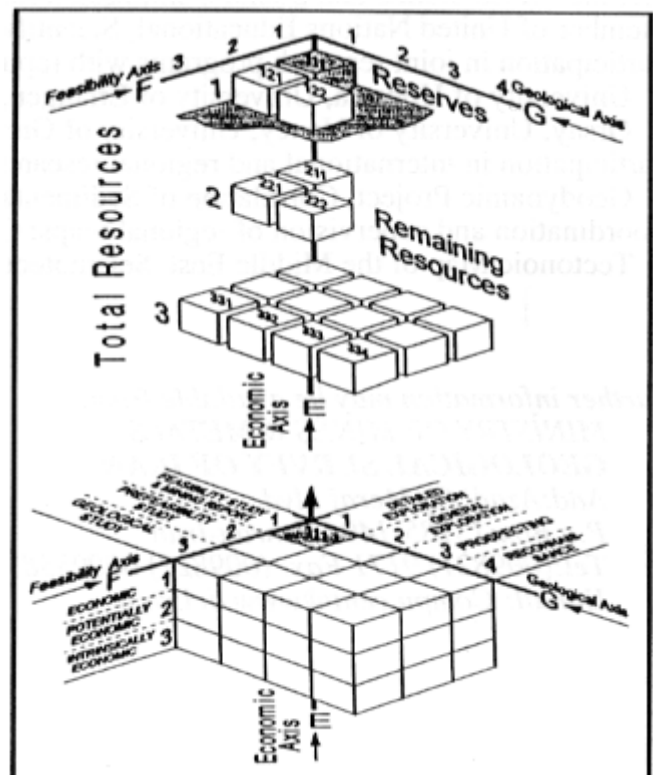 3 2 1 1 2 3 4
Feasibility Axis
F
Geological Axis
G
Reserves
1
121
122
Total Resources
2
211
221
222
Remaining
Resources
3
331
332
333
334
Economic
Axis
E
FEASIBILITY STUDY
& MINING REPORT
PREFEASIBILITY
STUDY
GEOLOGICAL
STUDY
DETAILED
EXPLORATION
GENERAL
EXPLORATION
PROSPECTING
RECONNAIS-
SANCE
3 2 1 1 2 3 4
111
Feasibility Axis
F
Geological Axis
G
ECONOMIC
1
POTENTIALLY
ECONOMIC
2
INTRINSICALLY
ECONOMIC
3
Economic
Axis
E